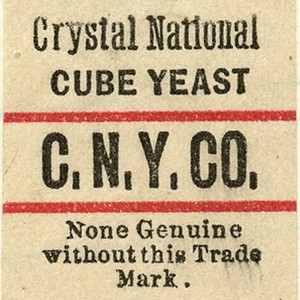 Crystal National
CUBE YEAST
C.N.Y.CO.
None Genuine
without this Trade
Mark.